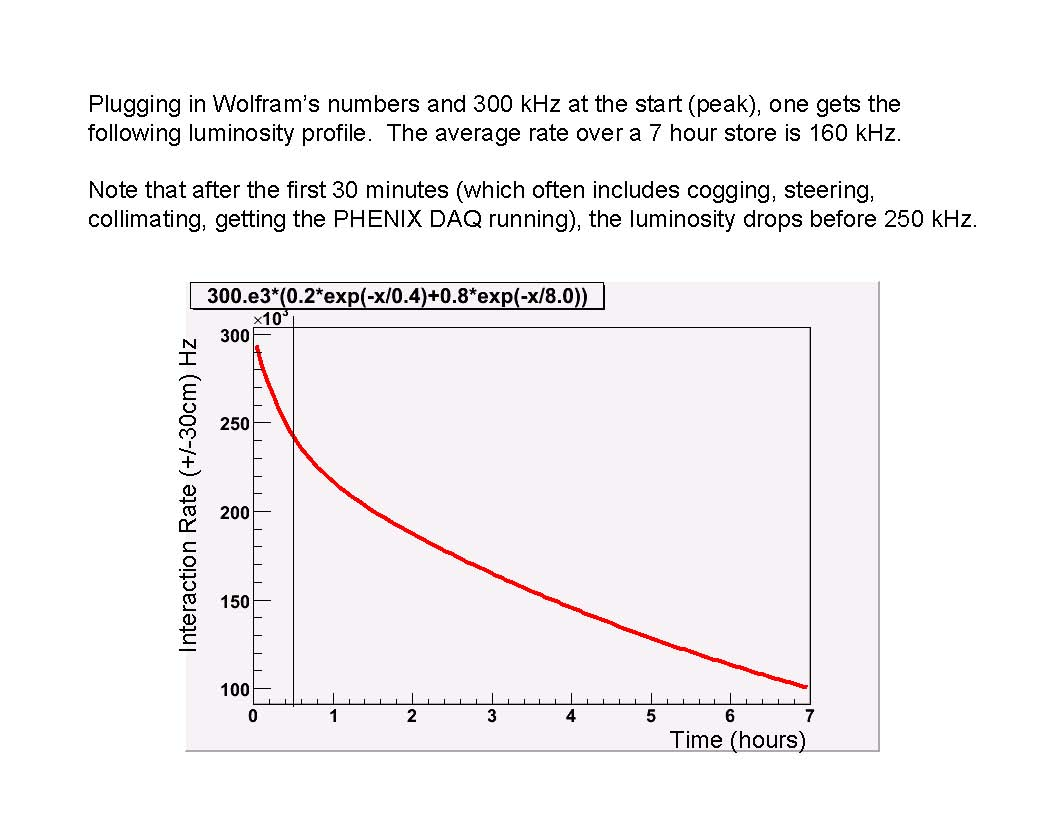 Plugging in Wolfram's numbers and 300 kHz at the start (peak), one gets the
following luminosity profile.  The average rate over a 7 hour store is 160 kHz.
Note that after the first 30 minutes (which often includes cogging, steering,
collimating, getting the PHENIX DAQ running), the luminosity drops before 250 kHz.
300.e3*(0.2*exp(-x/0.4)+0.8*exp(-x/8.0))
×10³
300
250
200
150
100
Interaction Rate (+/-30cm) Hz
0 1 2 3 4 5 6 7
Time (hours)